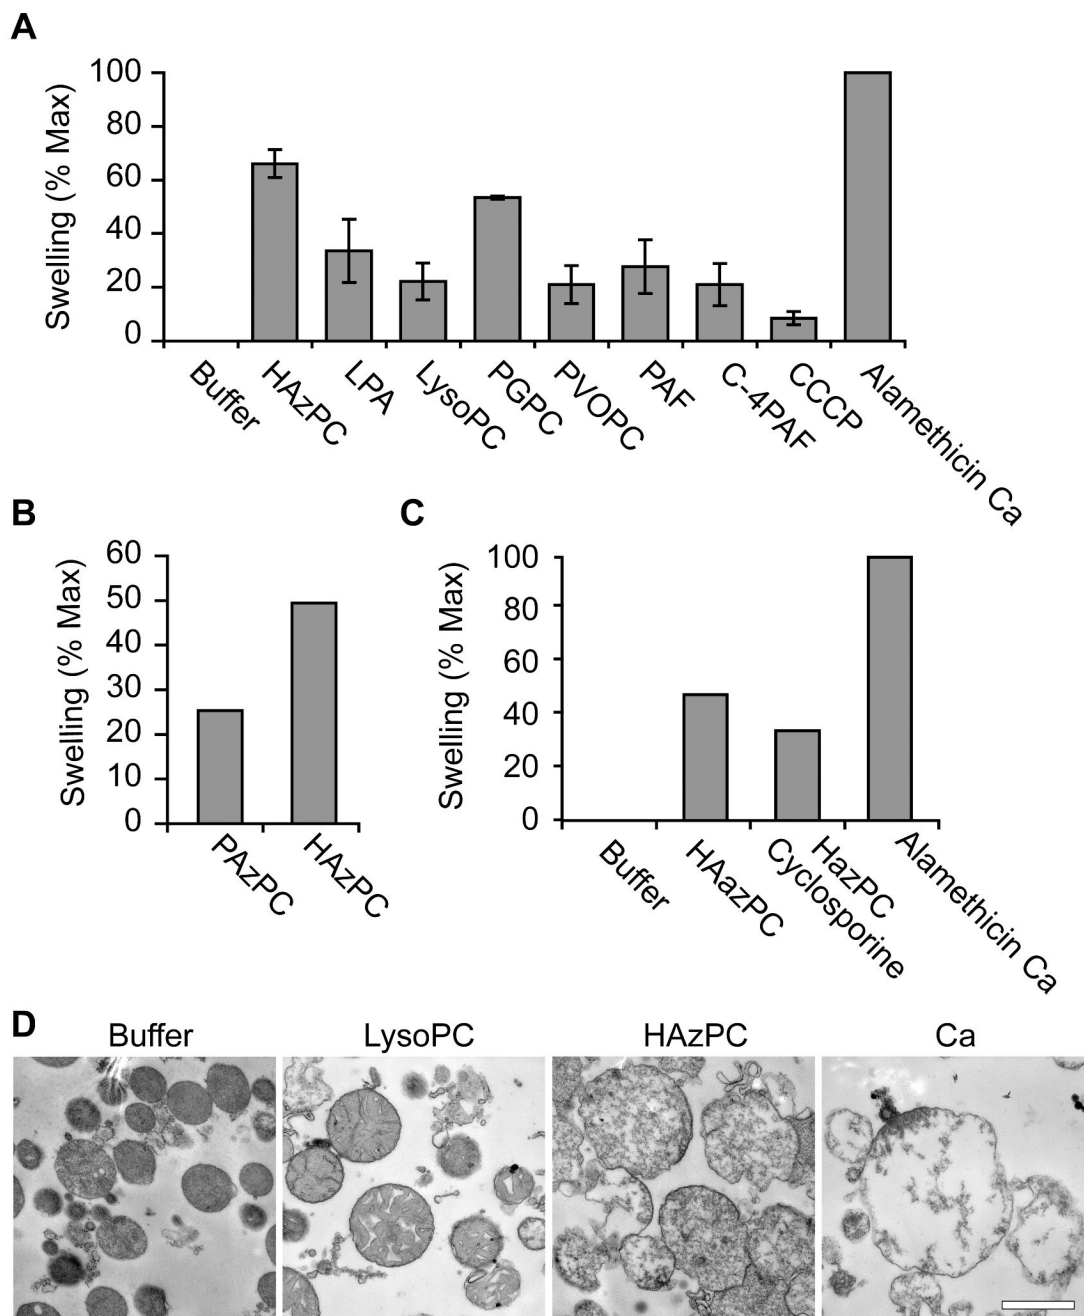 A
Swelling (% Max)
100
80
60
40
20
0
Buffer
HAzPC
LPA
LysoPC
PGPC
PVOPC
PAF
C-4PAF
CCCP
Alamethicin Ca
B
Swelling (% Max)
60
50
40
30
20
10
0
PAzPC
HAzPC
C
Swelling (% Max)
100
80
60
40
20
0
Buffer
HAazPC
HazPC
Cyclosporine
Alamethicin Ca
D
Buffer
LysoPC
HAzPC
Ca